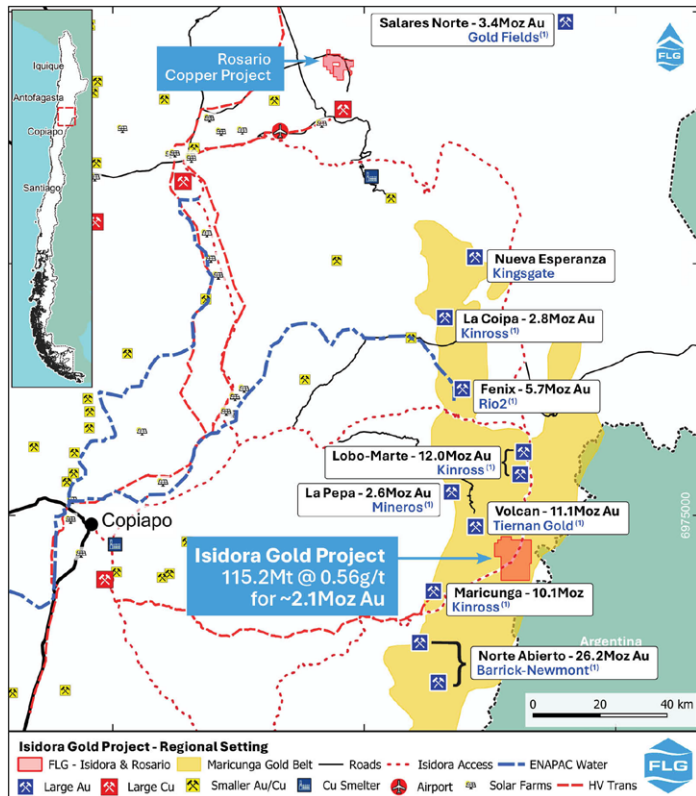 Salares Norte - 3.4Moz Au
Gold Fields(1)
FLG
Rosario
Copper Project
Iquique
Antofagasta
Copiapo
Santiago
Nueva Esperanza
Kingsgate
La Coipa - 2.8Moz Au
Kinross(1)
Fenix - 5.7Moz Au
Rio2(1)
Lobo-Marte - 12.0Moz Au
Kinross(1)
La Pepa - 2.6Moz Au
Mineros(1)
Volcan - 11.1Moz Au
Tiernan Gold(1)
6975000
Copiapo
Isidora Gold Project
115.2Mt @ 0.56g/t
for ~2.1Moz Au
Maricunga - 10.1Moz
Kinross(1)
Argentina
Norte Abierto - 26.2Moz Au
Barrick-Newmont(1)
0 20 40 km
Isidora Gold Project - Regional Setting
FLG - Isidora & Rosario Maricunga Gold Belt Roads Isidora Access ENAPAC Water
Large Au Large Cu Smaller Au/Cu Cu Smelter Airport Solar Farms HV Trans
FLG